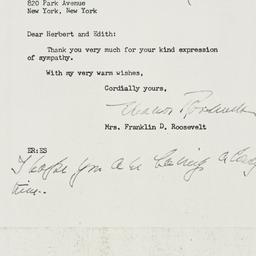 820 Park Avenue
New York, New York
Dear Herbert and Edith:
Thank you very much for your kind expression
of sympathy.
With my very warm wishes,
Cordially yours,
Eleanor Roosevelt
Mrs. Franklin D. Roosevelt
ER:ES
I hope you are having a
time.